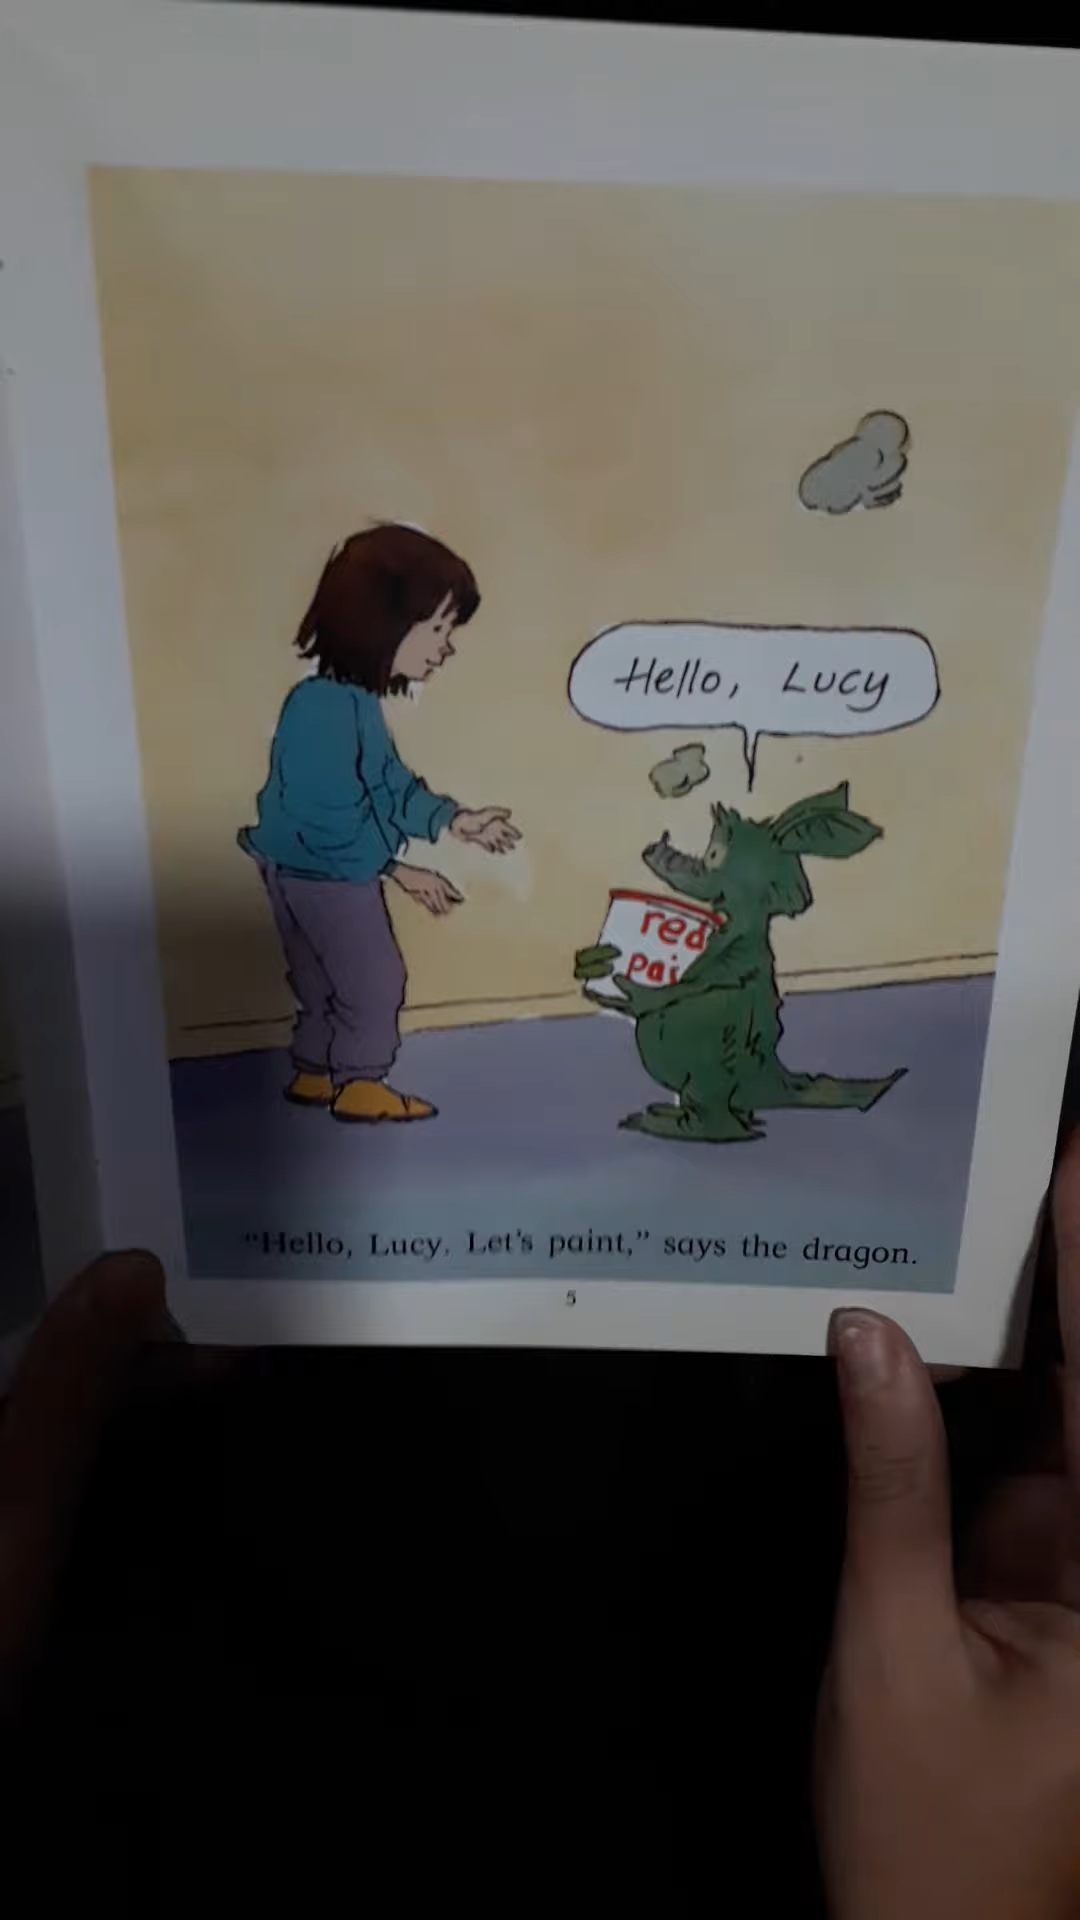 Hello, Lucy
red
pai
"Hello, Lucy. Let's paint," says the dragon.
5